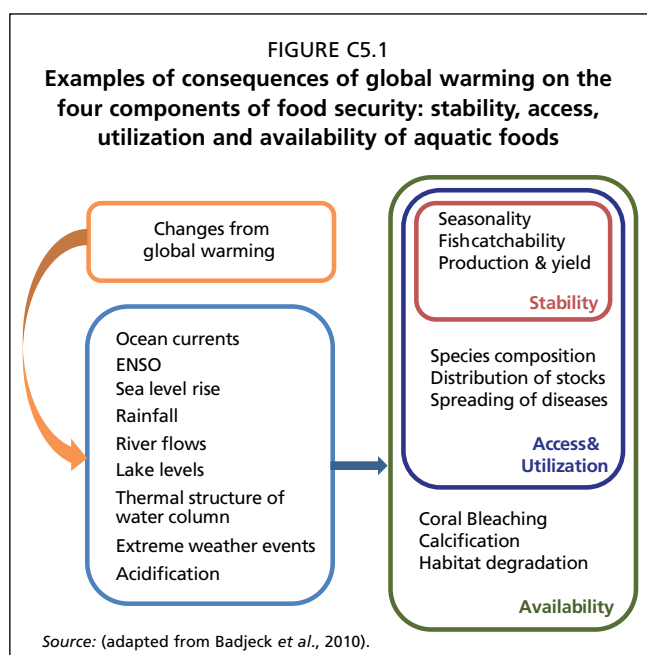 FIGURE C5.1
Examples of consequences of global warming on the
four components of food security: stability, access,
utilization and availability of aquatic foods
Changes from
global warming
Ocean currents
ENSO
Sea level rise
Rainfall
River flows
Lake levels
Thermal structure of
water column
Extreme weather events
Acidification
Seasonality
Fishcatchability
Production & yield
Stability
Species composition
Distribution of stocks
Spreading of diseases
Access&
Utilization
Coral Bleaching
Calcification
Habitat degradation
Availability
Source: (adapted from Badjeck et al., 2010).